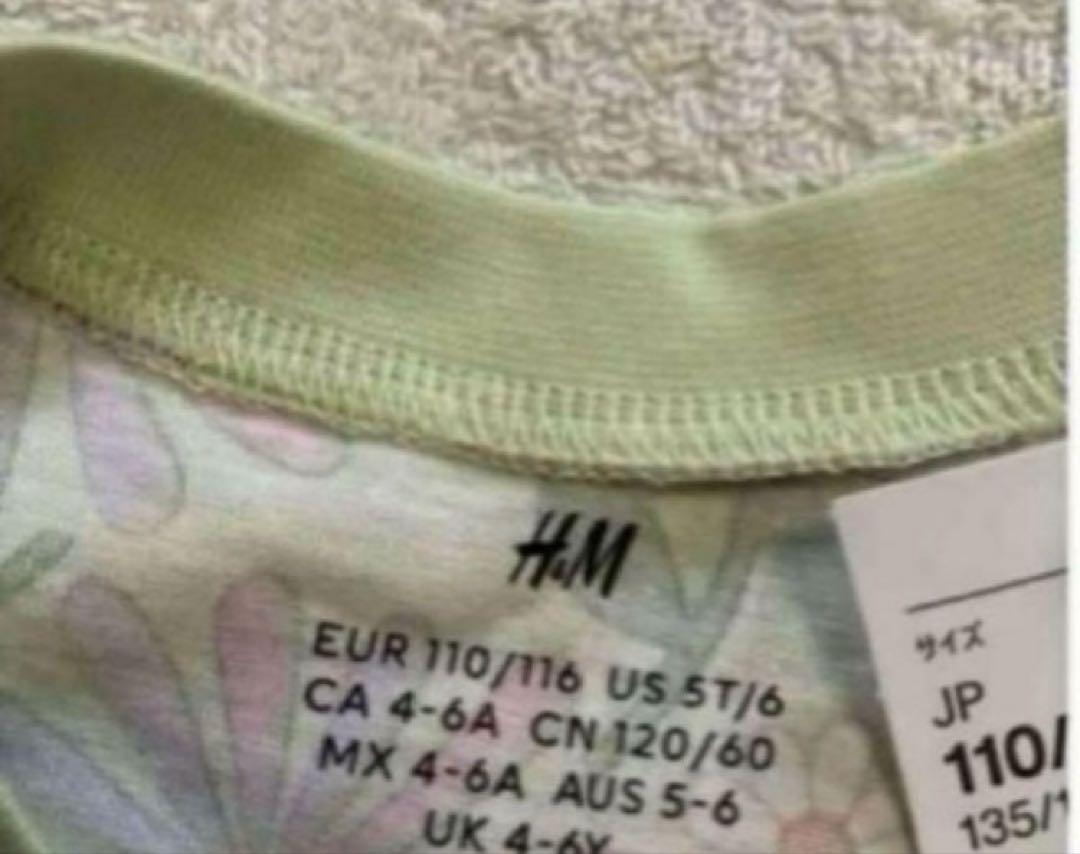 H&M
EUR 110/116 US 5T/6
CA 4-6A CN 120/60
MX 4-6A AUS 5-6
UK 4-6Y
サイズ
JP
110/
135/1